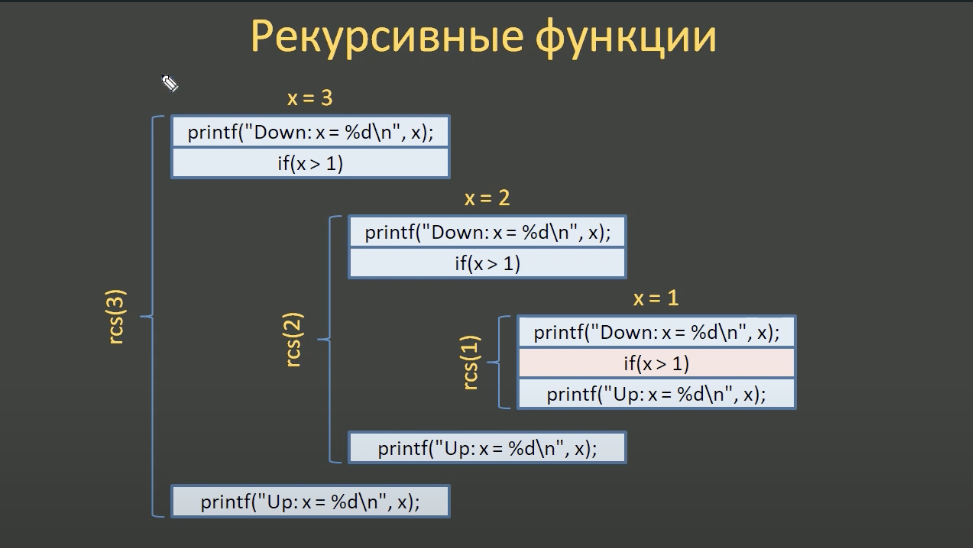 Рекурсивные функции
x = 3
printf("Down: x = %d\n", x);
if(x > 1)
x = 2
printf("Down: x = %d\n", x);
if(x > 1)
x = 1
rcs(3)
rcs(2)
rcs(1)
printf("Down: x = %d\n", x);
if(x > 1)
printf("Up: x = %d\n", x);
printf("Up: x = %d\n", x);
printf("Up: x = %d\n", x);